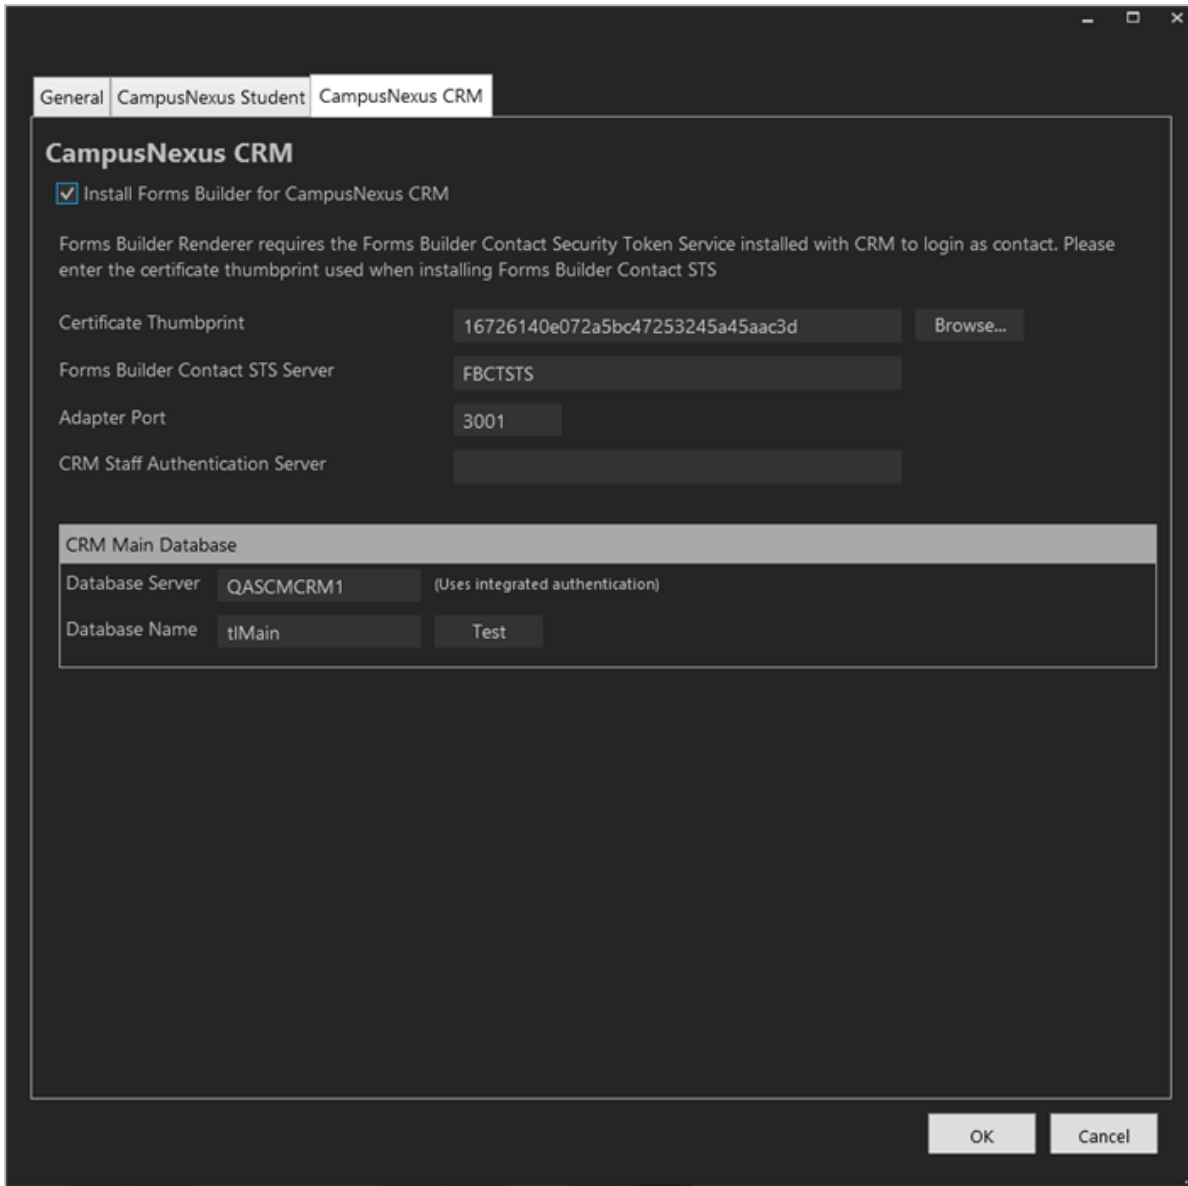 General CampusNexus Student CampusNexus CRM
CampusNexus CRM
Install Forms Builder for CampusNexus CRM
Forms Builder Renderer requires the Forms Builder Contact Security Token Service installed with CRM to login as contact. Please
enter the certificate thumbprint used when installing Forms Builder Contact STS
Certificate Thumbprint 16726140e072a5bc47253245a45aac3d Browse...
Forms Builder Contact STS Server FBCTSTS
Adapter Port 3001
CRM Staff Authentication Server
CRM Main Database
Database Server QASCMCRM1 (Uses integrated authentication)
Database Name tlMain Test
OK Cancel